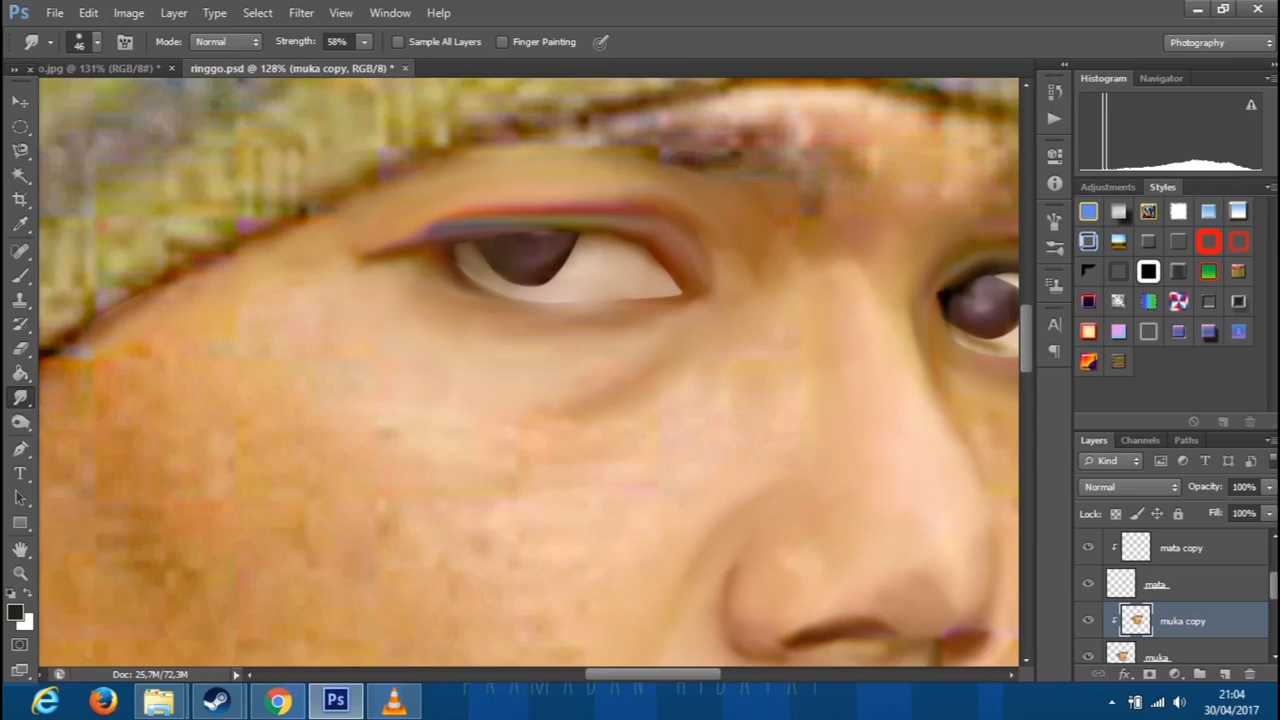 Ps File Edit Image Layer Type Select Filter View Window Help
46 Mode: Normal Strength: 58% Sample All Layers Finger Painting Photography
o.jpg @ 131% (RGB/8#) * × ringgo.psd @ 128% (muka copy, RGB/8) * ×
Histogram Navigator
Adjustments Styles
Layers Channels Paths
Kind
Normal Opacity: 100%
Lock: Fill: 100%
mata copy
mata
muka copy
muka
Doc: 25,7M/72,3M
PRAMADAN HIDAYAT
21:04
30/04/2017